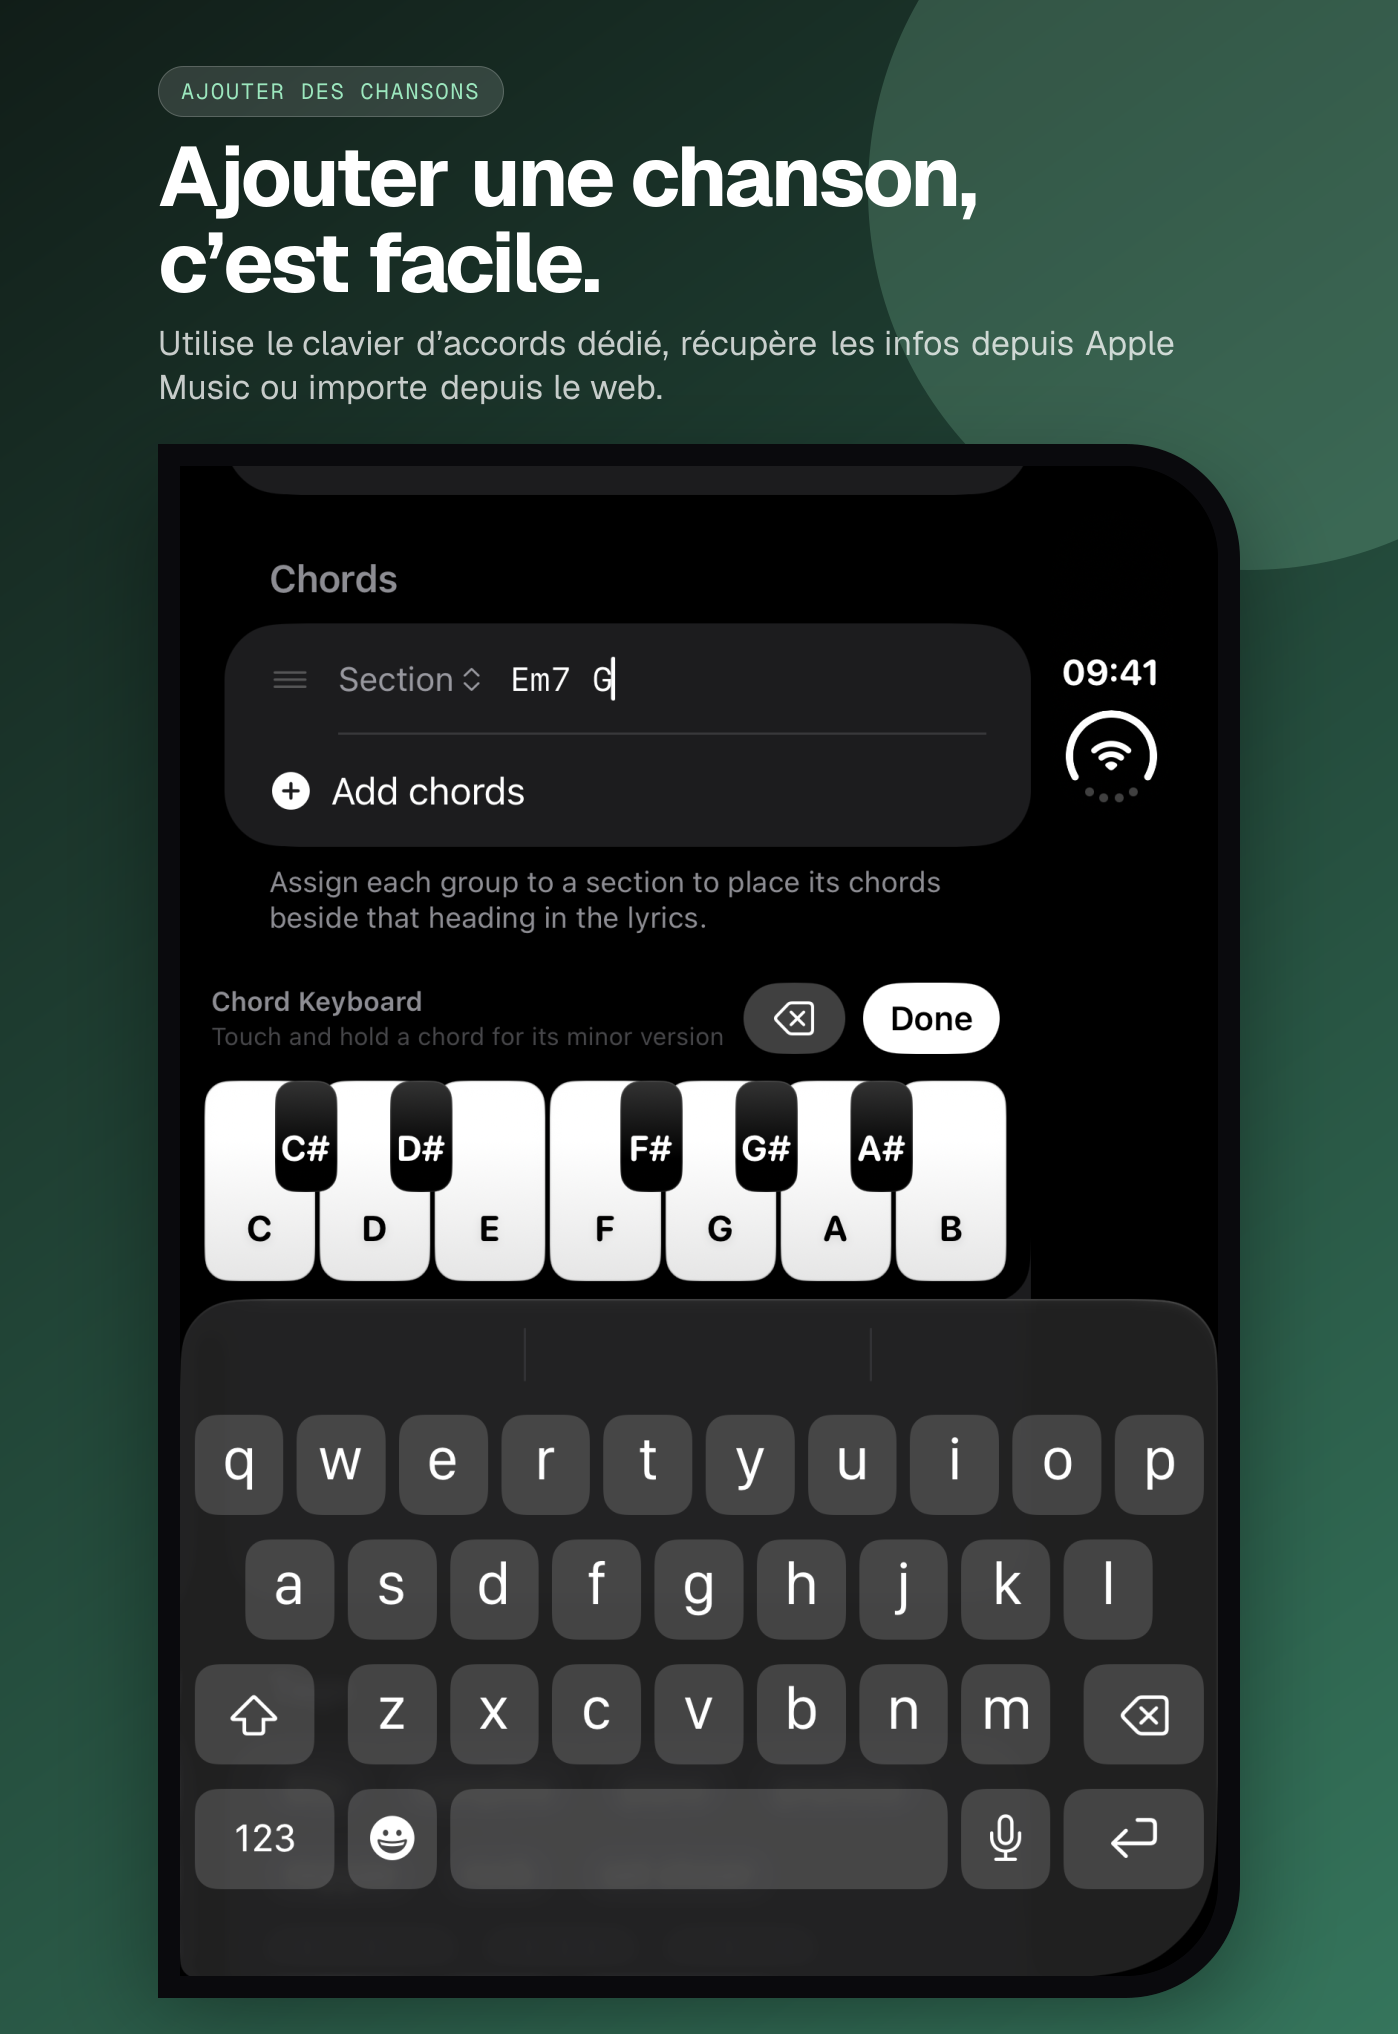 AJOUTER DES CHANSONS
Ajouter une chanson,
c’est facile.
Utilise le clavier d’accords dédié, récupère les infos depuis Apple
Music ou importe depuis le web.
Chords
Section Em7 G
09:41
Add chords
Assign each group to a section to place its chords
beside that heading in the lyrics.
Chord Keyboard
Touch and hold a chord for its minor version
Done
C# D# F# G# A#
C D E F G A B
q w e r t y u i o p
a s d f g h j k l
z x c v b n m
123